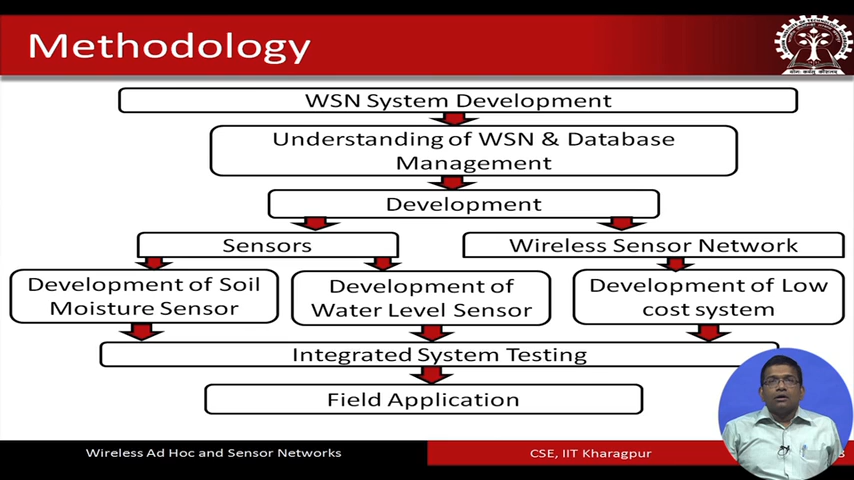 Methodology
WSN System Development
Understanding of WSN & Database
Management
Development
Sensors
Wireless Sensor Network
Development of Soil
Moisture Sensor
Development of
Water Level Sensor
Development of Low
cost system
Integrated System Testing
Field Application
Wireless Ad Hoc and Sensor Networks
CSE, IIT Kharagpur